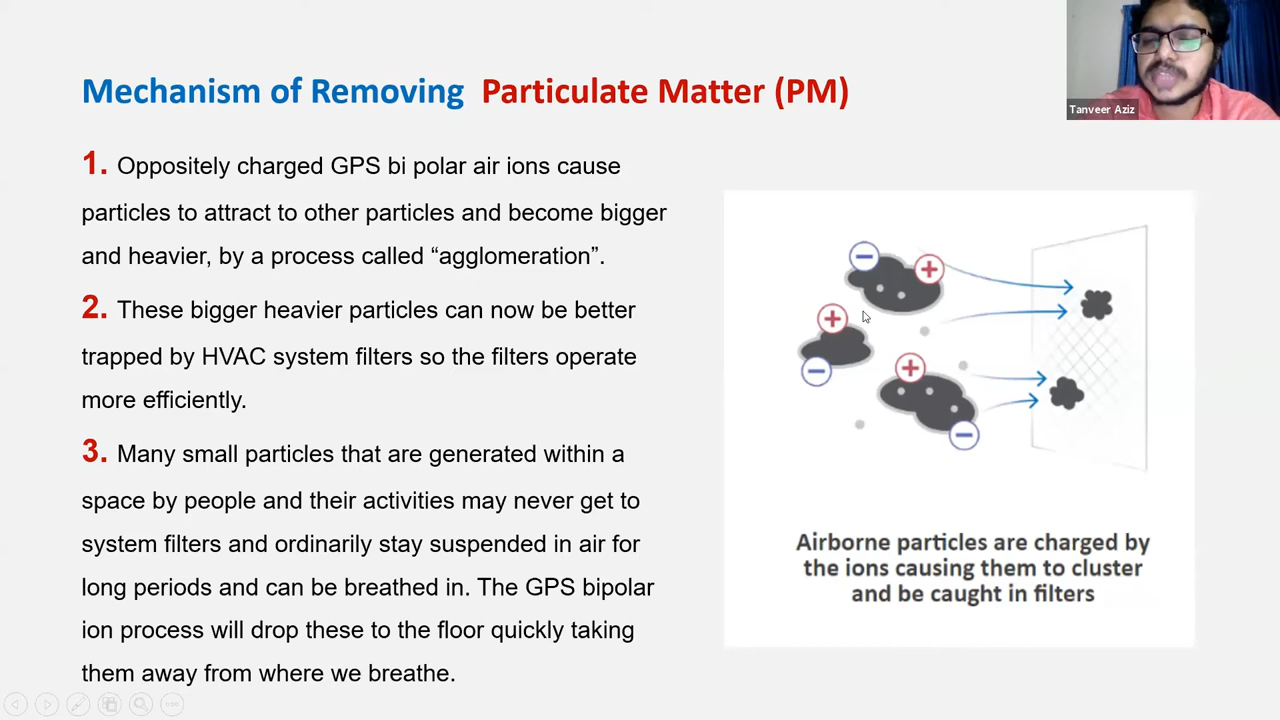 Mechanism of Removing Particulate Matter (PM)
Tanveer Aziz
1. Oppositely charged GPS bi polar air ions cause
particles to attract to other particles and become bigger
and heavier, by a process called “agglomeration”.
2. These bigger heavier particles can now be better
trapped by HVAC system filters so the filters operate
more efficiently.
3. Many small particles that are generated within a
space by people and their activities may never get to
system filters and ordinarily stay suspended in air for
long periods and can be breathed in. The GPS bipolar
ion process will drop these to the floor quickly taking
them away from where we breathe.
Airborne particles are charged by
the ions causing them to cluster
and be caught in filters